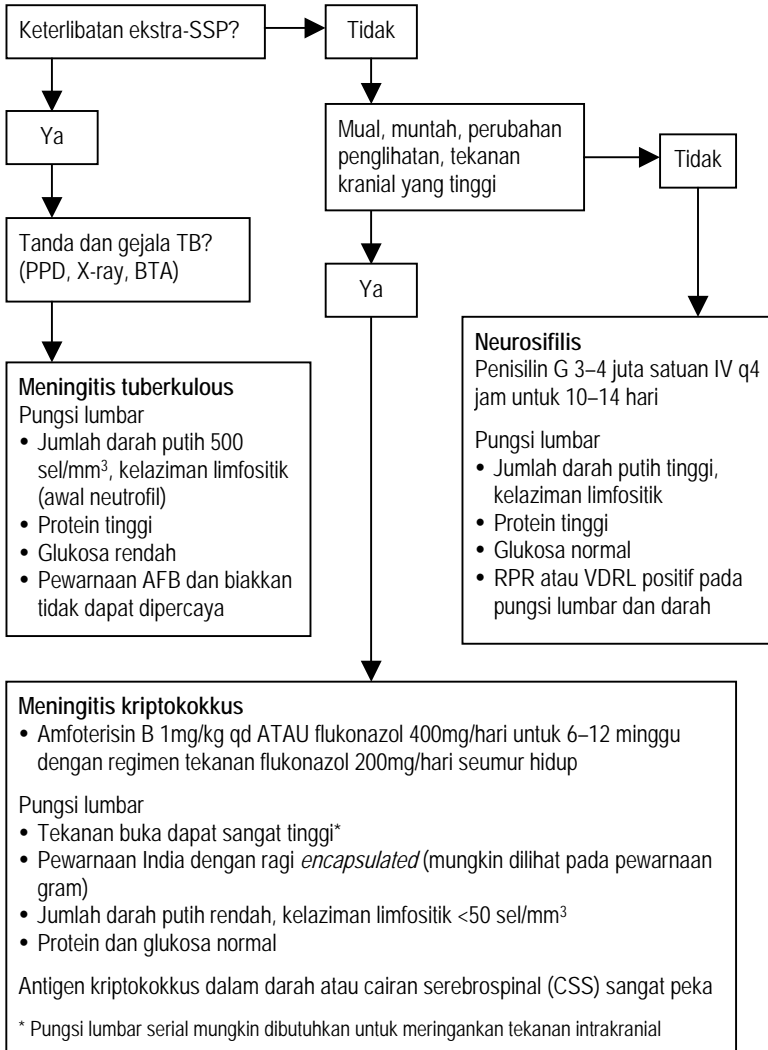 Keterlibatan ekstra-SSP?
Tidak
Ya
Mual, muntah, perubahan
penglihatan, tekanan
kranial yang tinggi
Tidak
Tanda dan gejala TB?
(PPD, X-ray, BTA)
Ya
Meningitis tuberkulous
Pungsi lumbar
• Jumlah darah putih 500
sel/mm³, kelaziman limfositik
(awal neutrofil)
• Protein tinggi
• Glukosa rendah
• Pewarnaan AFB dan biakkan
tidak dapat dipercaya
Neurosifilis
Penisilin G 3–4 juta satuan IV q4
jam untuk 10–14 hari
Pungsi lumbar
• Jumlah darah putih tinggi,
kelaziman limfositik
• Protein tinggi
• Glukosa normal
• RPR atau VDRL positif pada
pungsi lumbar dan darah
Meningitis kriptokokkus
• Amfoterisin B 1mg/kg qd ATAU flukonazol 400mg/hari untuk 6–12 minggu
dengan regimen tekanan flukonazol 200mg/hari seumur hidup
Pungsi lumbar
• Tekanan buka dapat sangat tinggi*
• Pewarnaan India dengan ragi encapsulated (mungkin dilihat pada pewarnaan
gram)
• Jumlah darah putih rendah, kelaziman limfositik <50 sel/mm³
• Protein dan glukosa normal
Antigen kriptokokkus dalam darah atau cairan serebrospinal (CSS) sangat peka
* Pungsi lumbar serial mungkin dibutuhkan untuk meringankan tekanan intrakranial